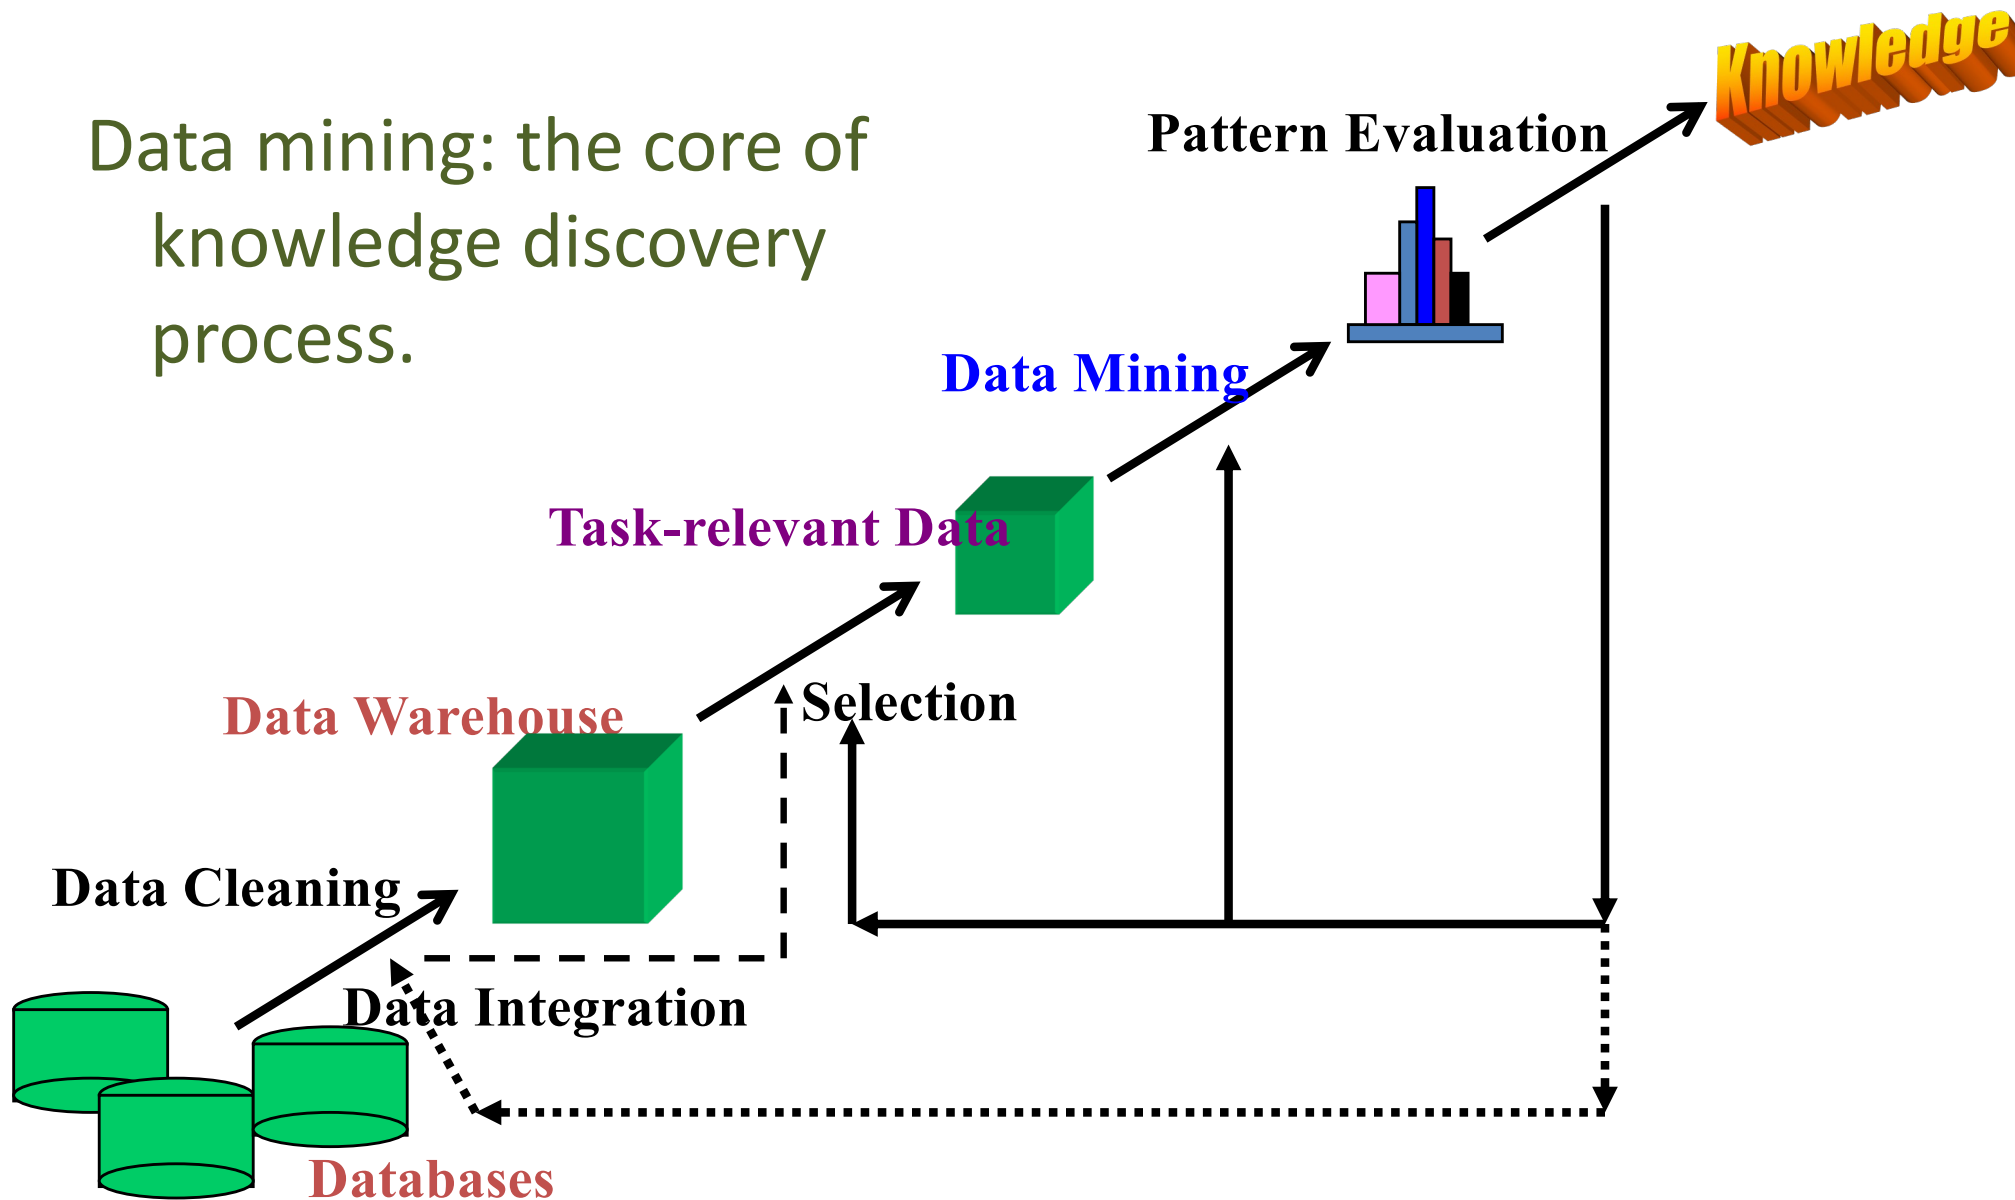 Knowledge
Data mining: the core of
knowledge discovery
process.
Pattern Evaluation
Data Mining
Task-relevant Data
Selection
Data Warehouse
Data Cleaning
Data Integration
Databases